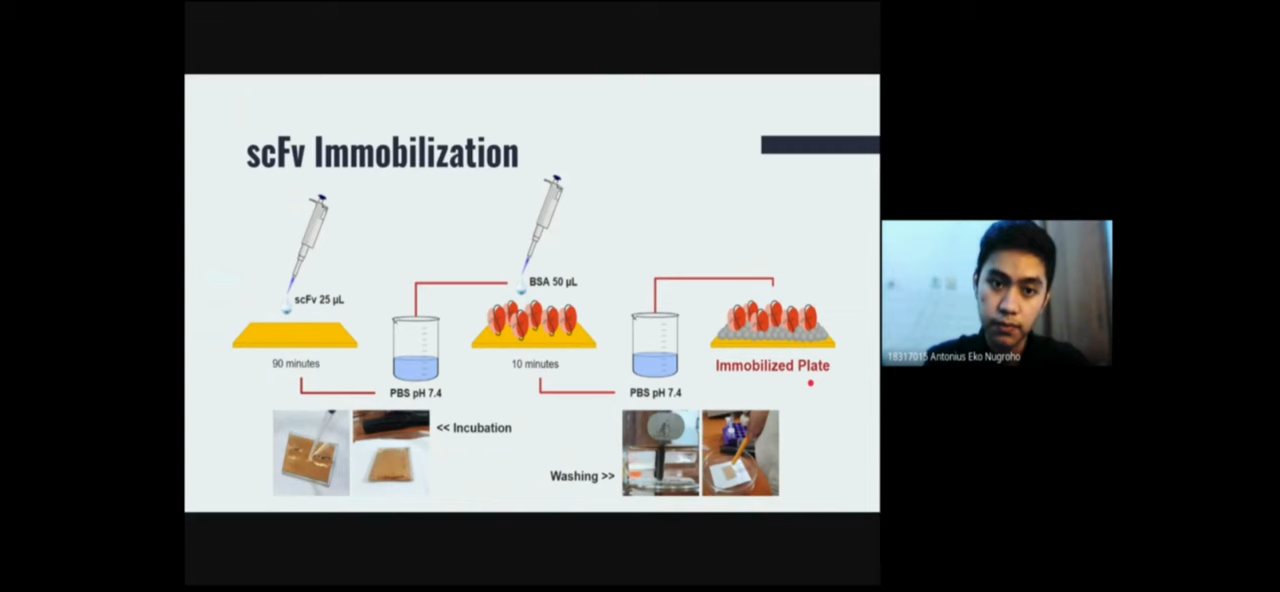 scFv Immobilization
scFv 25 µL
BSA 50 µL
90 minutes
10 minutes
PBS pH 7.4
PBS pH 7.4
Immobilized Plate
<< Incubation
Washing >>
18317015 Antonius Eko Nugroho